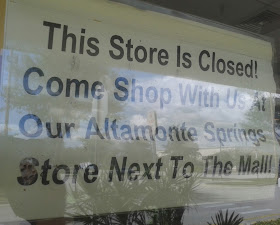 This Store Is Closed!
Come Shop With Us At
Our Altamonte Springs
Store Next To The Mall!